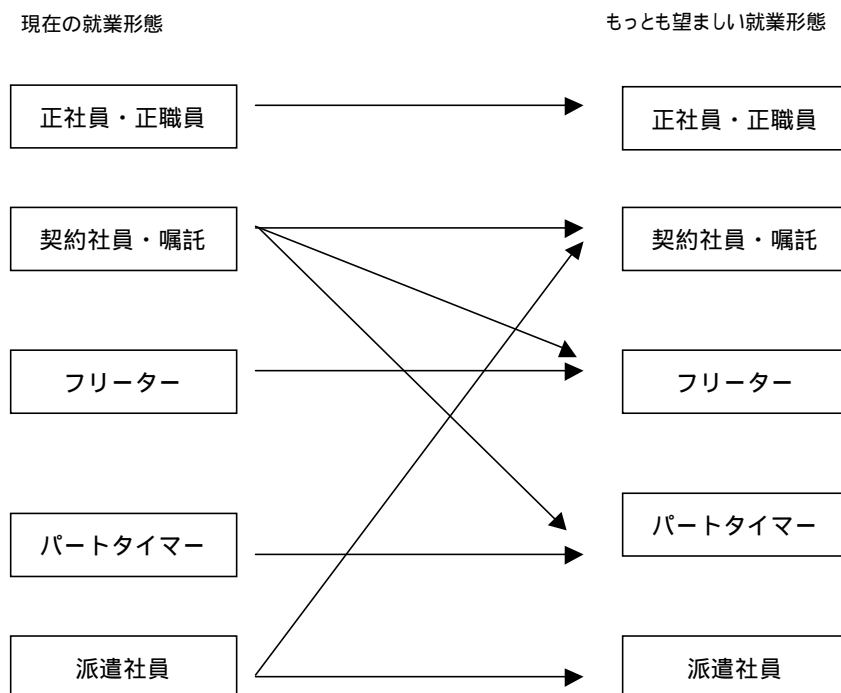 現在の就業形態
もっとも望ましい就業形態
正社員・正職員
正社員・正職員
契約社員・嘱託
契約社員・嘱託
フリーター
フリーター
パートタイマー
パートタイマー
派遣社員
派遣社員